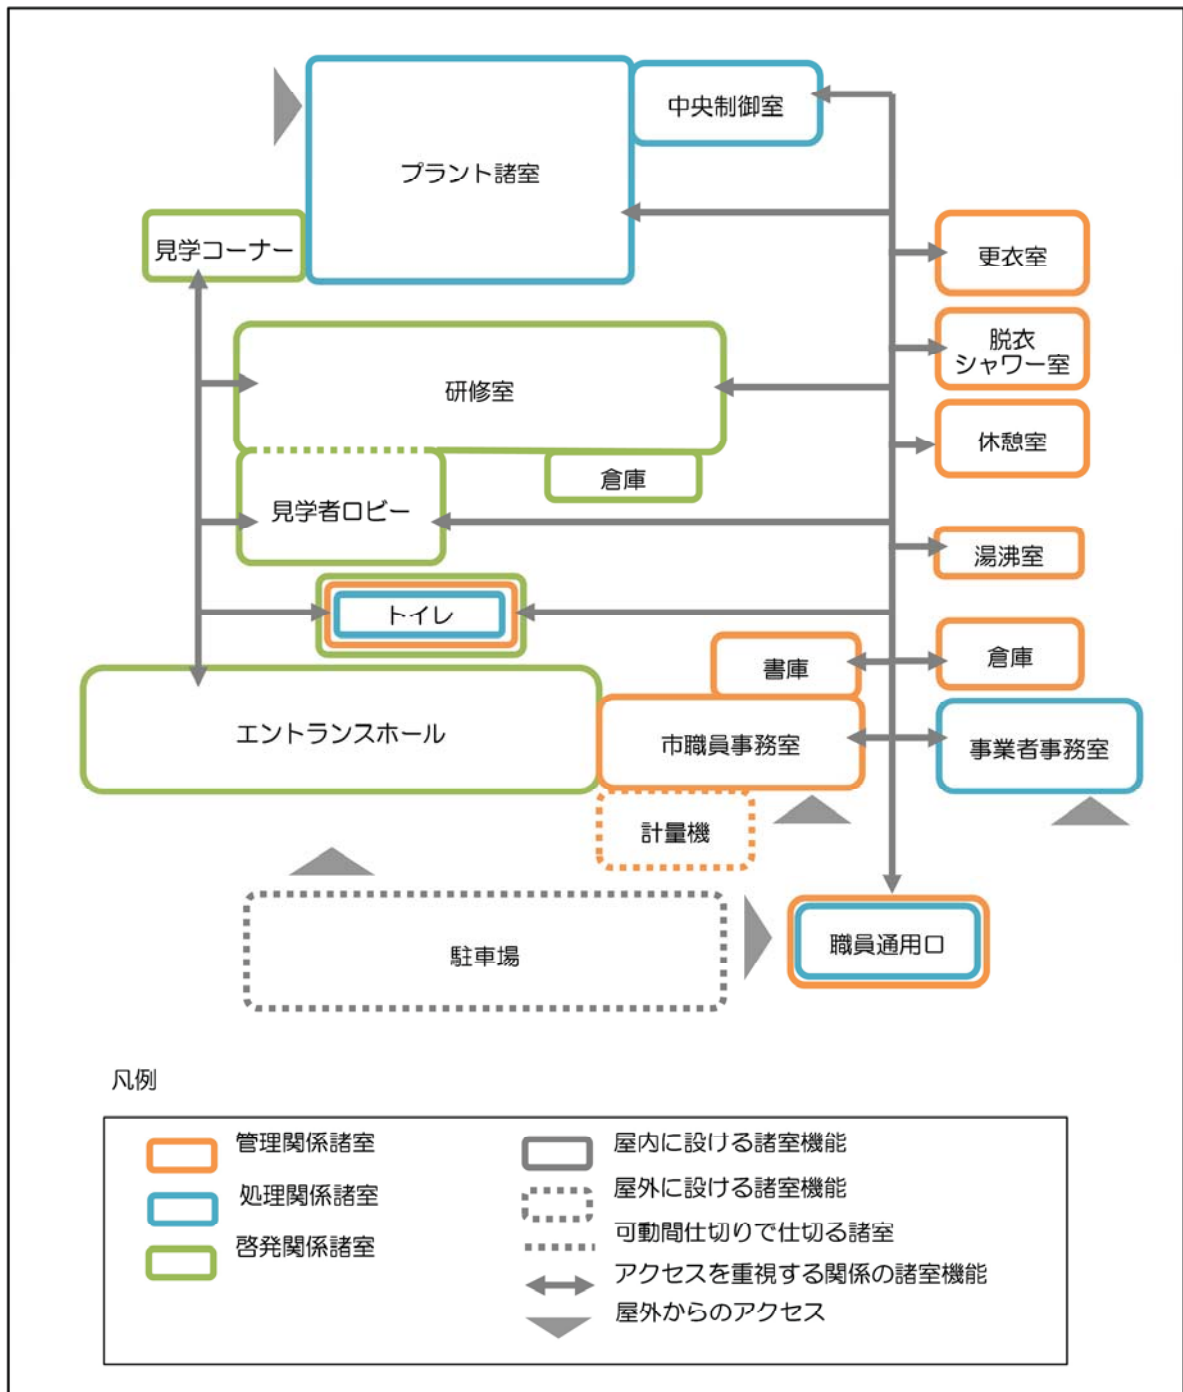 中央制御室
プラント諸室
見学コーナー
更衣室
脱衣
シャワー室
研修室
休憩室
倉庫
見学者ロビー
湯沸室
トイレ
書庫
倉庫
エントランスホール
市職員事務室
事業者事務室
計量機
駐車場
職員通用口
凡例
管理関係諸室
処理関係諸室
啓発関係諸室
屋内に設ける諸室機能
屋外に設ける諸室機能
可動間仕切りで仕切る諸室
アクセスを重視する関係の諸室機能
屋外からのアクセス